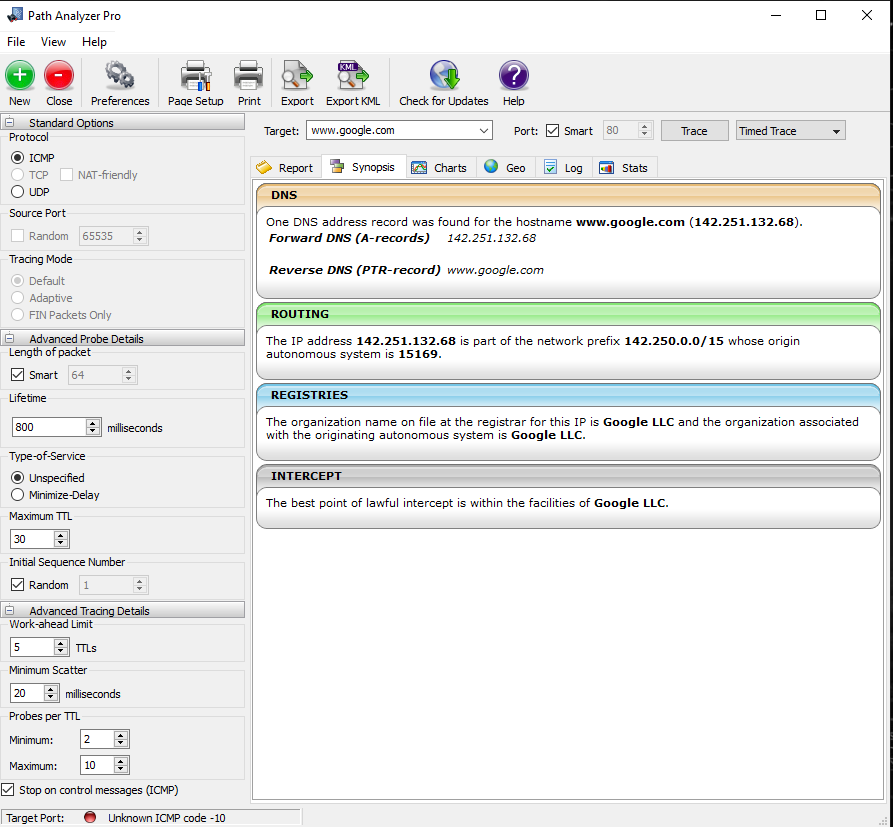 Path Analyzer Pro
File View Help
New Close Preferences Page Setup Print Export KML Export KML Check for Updates Help
Standard Options
Protocol
ICMP
TCP NAT-friendly
UDP
Source Port
Random 65535
Tracing Mode
Default
Adaptive
FIN Packets Only
Advanced Probe Details
Length of packet
Smart 64
Lifetime
800 milliseconds
Type-of-Service
Unspecified
Minimize-Delay
Maximum TTL
30
Initial Sequence Number
Random 1
Advanced Tracing Details
Work-ahead Limit
5 TTLs
Minimum Scatter
20 milliseconds
Probes per TTL
Minimum: 2
Maximum: 10
Stop on control messages (ICMP)
Target: www.google.com Port: Smart 80 Trace Timed Trace
Report Synopsis Charts Geo Log Stats
DNS
One DNS address record was found for the hostname www.google.com (142.251.132.68).
Forward DNS (A-records) 142.251.132.68
Reverse DNS (PTR-record) www.google.com
ROUTING
The IP address 142.251.132.68 is part of the network prefix 142.250.0.0/15 whose origin
autonomous system is 15169.
REGISTRIES
The organization name on file at the registrar for this IP is Google LLC and the organization associated
with the originating autonomous system is Google LLC.
INTERCEPT
The best point of lawful intercept is within the facilities of Google LLC.
Target Port: Unknown ICMP code -10